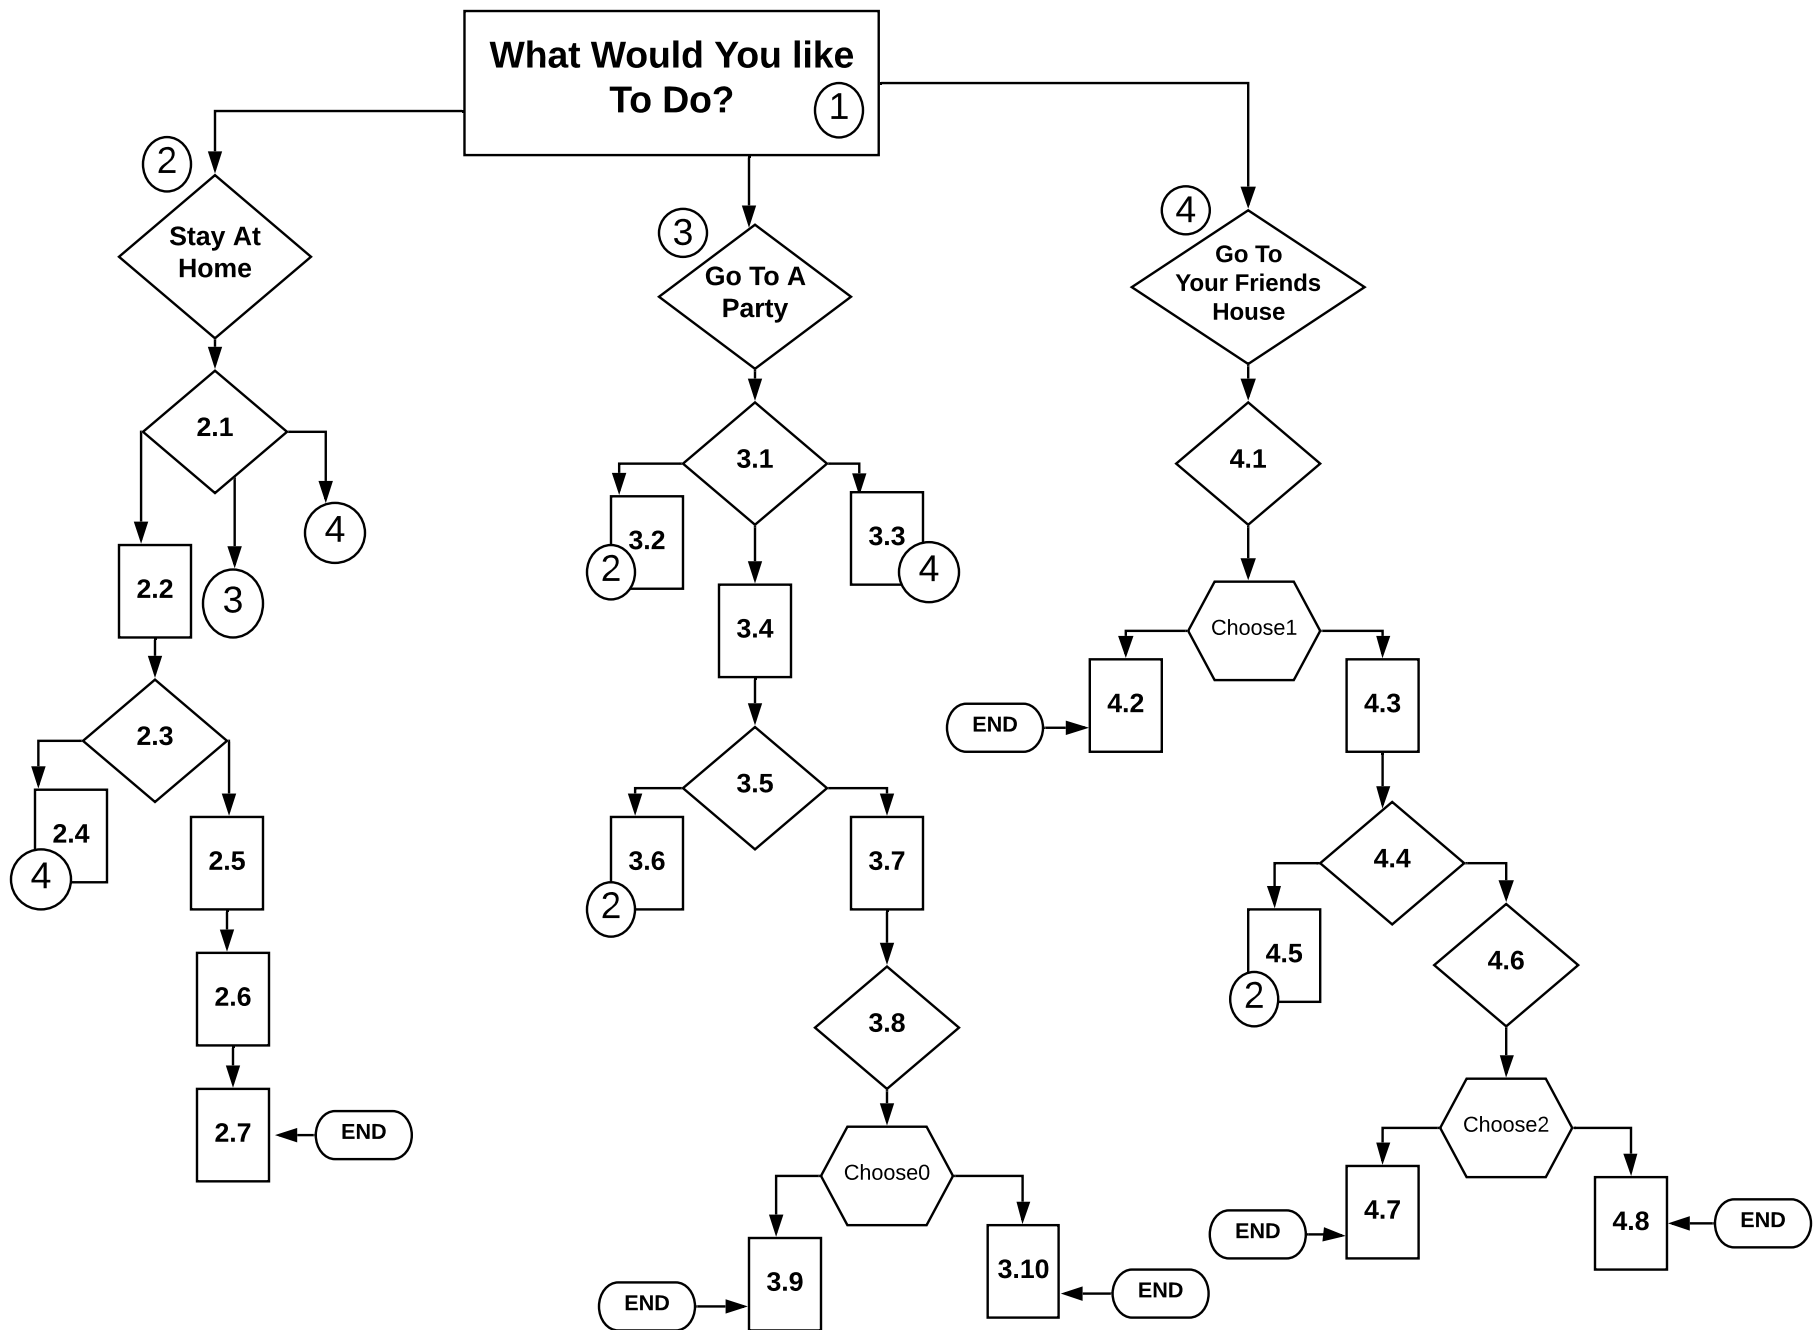 What Would You like
To Do?
1
2
Stay At
Home
2.1
4
3
2.2
2.3
2.4
4
2.5
2.6
2.7
END
3
Go To A
Party
3.1
3.2
2
3.3
4
3.4
3.5
3.6
2
3.7
3.8
Choose0
3.9
END
3.10
END
4
Go To
Your Friends
House
4.1
Choose1
4.2
END
4.3
4.4
4.5
2
4.6
Choose2
4.7
END
4.8
END